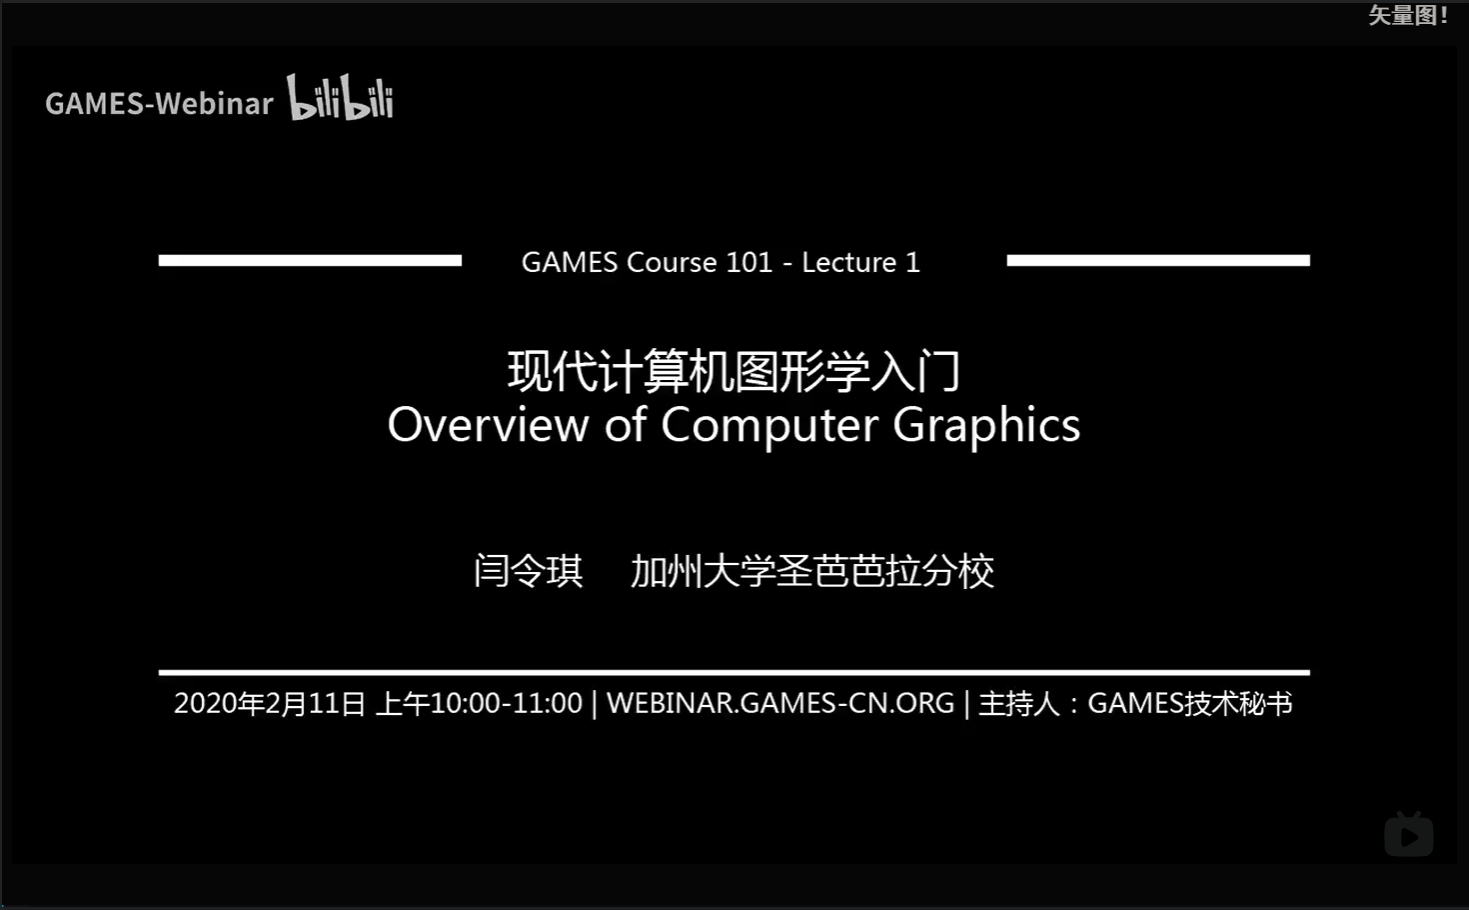 矢量图！
GAMES-Webinar bilibili
GAMES Course 101 - Lecture 1
现代计算机图形学入门
Overview of Computer Graphics
闫令琪 加州大学圣芭芭拉分校
2020年2月11日 上午10:00-11:00 | WEBINAR.GAMES-CN.ORG | 主持人：GAMES技术秘书